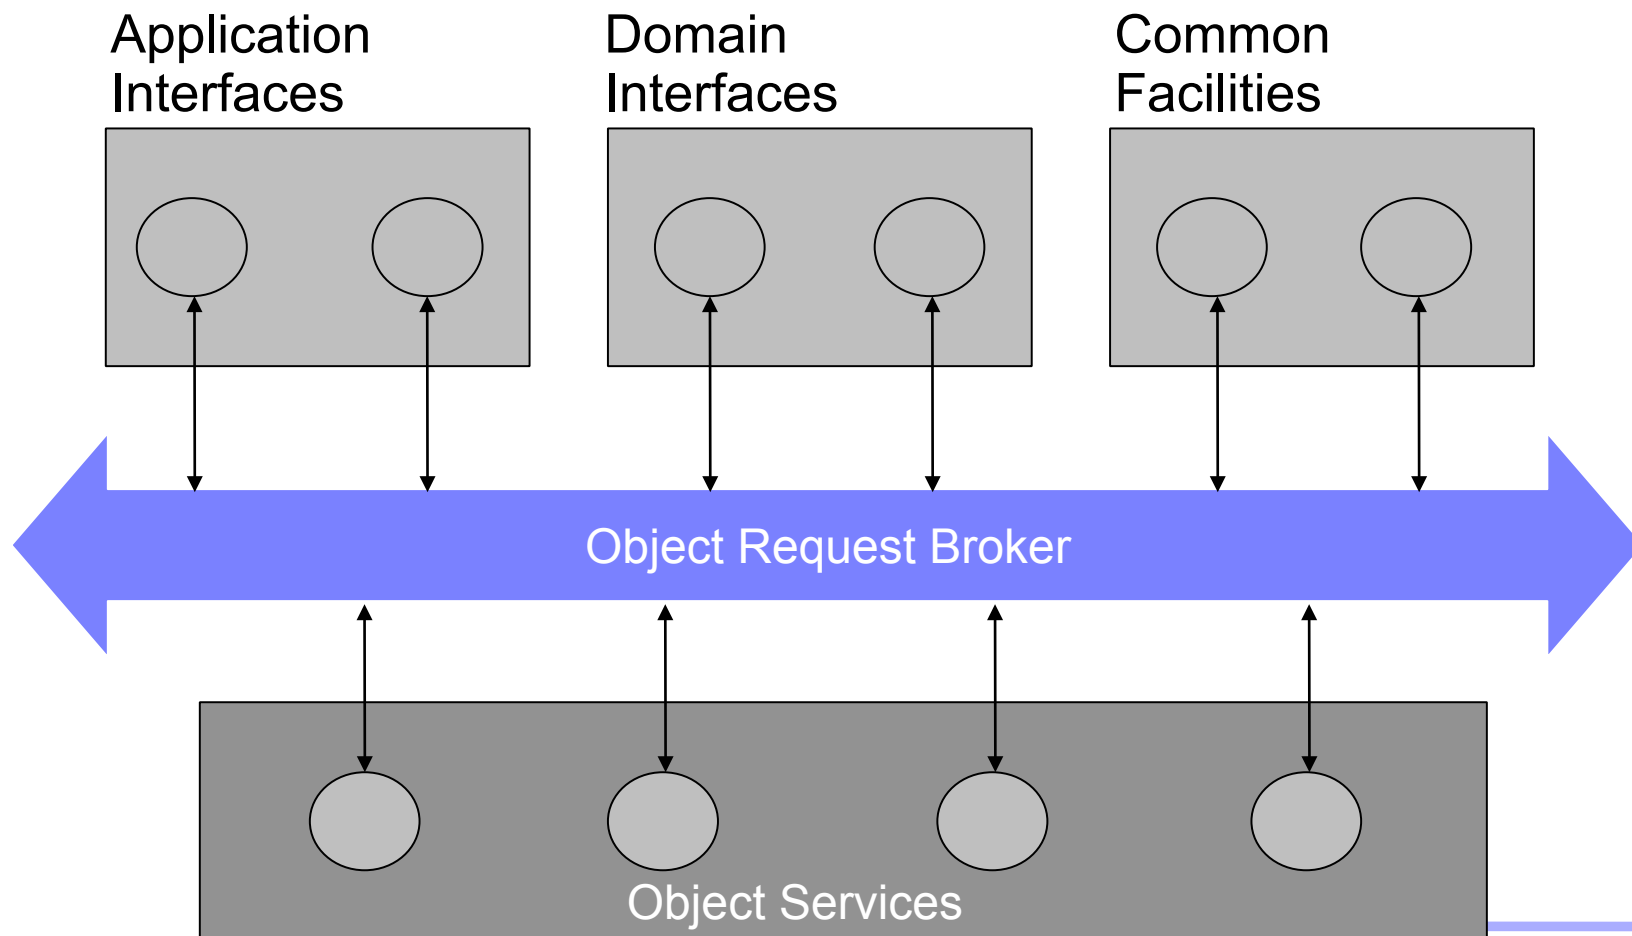 Application
Interfaces
Domain
Interfaces
Common
Facilities
Object Request Broker
Object Services